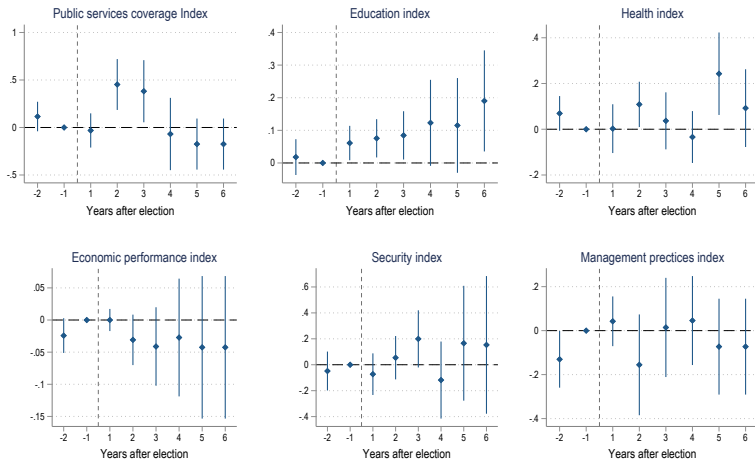 Public services coverage Index
1
.5
0
-.5
-2 -1 1 2 3 4 5 6
Years after election
Education index
.4
.3
.2
.1
0
-2 -1 1 2 3 4 5 6
Years after election
Health index
.4
.2
0
-.2
-2 -1 1 2 3 4 5 6
Years after election
Economic performance index
.05
0
-.05
-.1
-.15
-2 -1 1 2 3 4 5 6
Years after election
Security index
.6
.4
.2
0
-.2
-.4
-2 -1 1 2 3 4 5 6
Years after election
Management prectices index
.2
0
-.2
-.4
-2 -1 1 2 3 4 5 6
Years after election